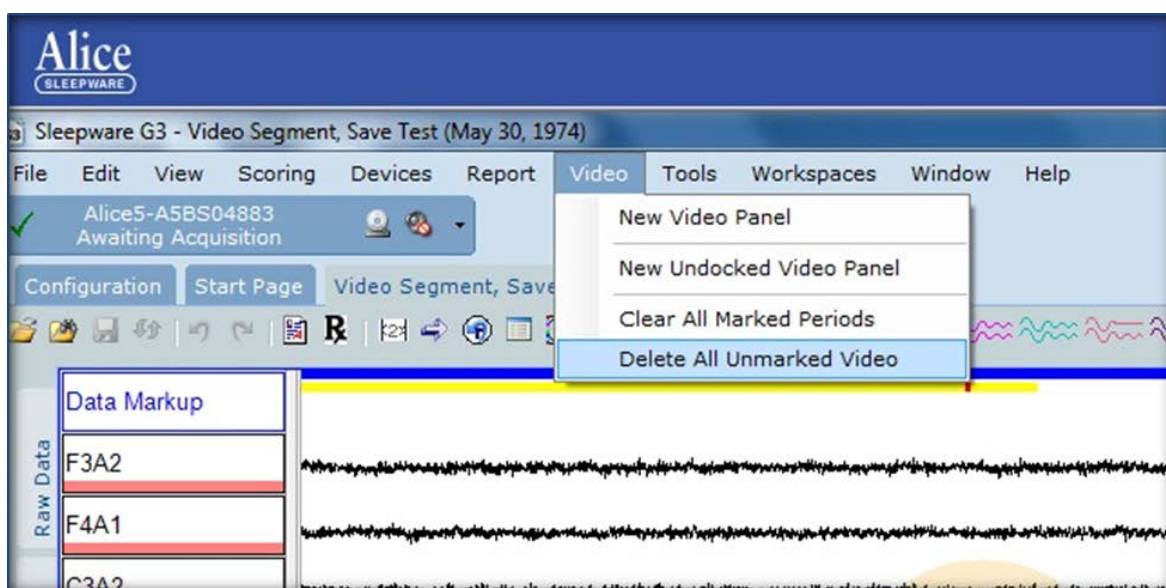 Alice
SLEEPWARE
Sleepware G3 - Video Segment, Save Test (May 30, 1974)
File Edit View Scoring Devices Report Video Tools Workspaces Window Help
Alice5-A5BS04883
Awaiting Acquisition
New Video Panel
New Undocked Video Panel
Clear All Marked Periods
Delete All Unmarked Video
Configuration Start Page Video Segment, Save
Data Markup
Raw Data
F3A2
F4A1
C3A2